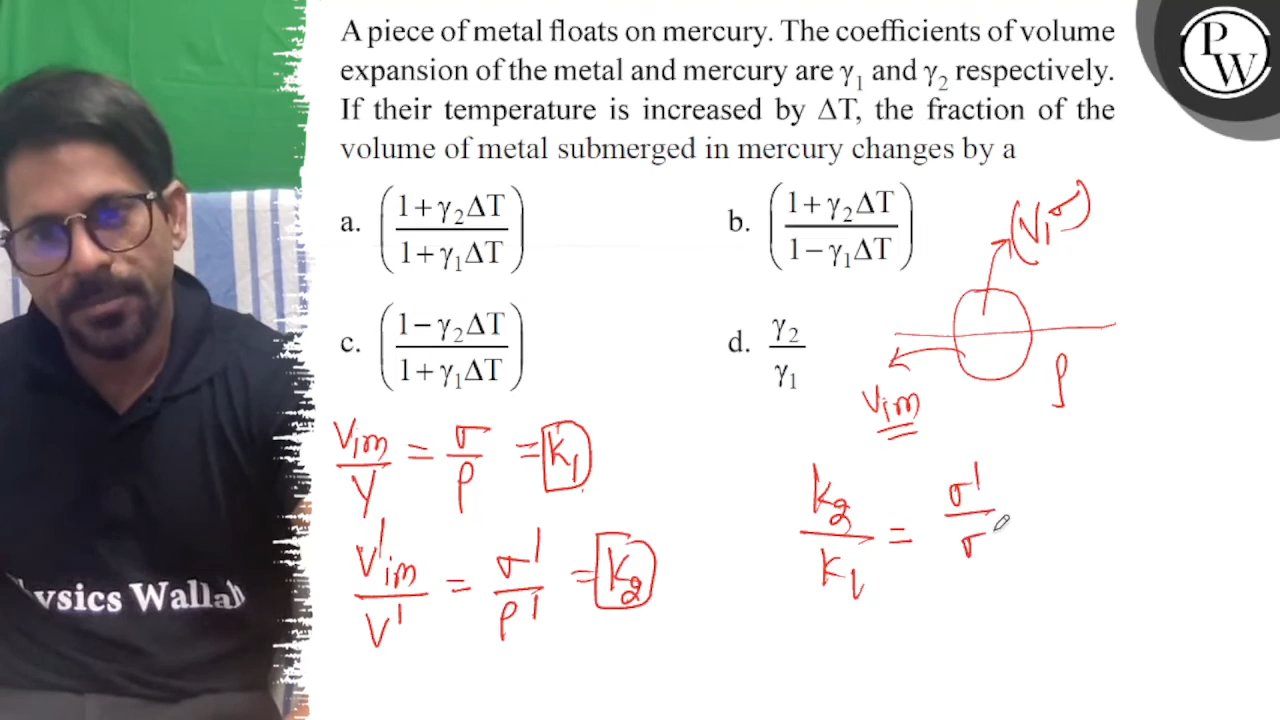 A piece of metal floats on mercury. The coefficients of volume
expansion of the metal and mercury are γ₁ and γ₂ respectively.
If their temperature is increased by ΔT, the fraction of the
volume of metal submerged in mercury changes by a
a. ((1+γ₂ΔT)/(1+γ₁ΔT))
b. ((1+γ₂ΔT)/(1−γ₁ΔT))
c. ((1−γ₂ΔT)/(1+γ₁ΔT))
d. γ₂/γ₁
PW
(V₁σ)
ρ
Vim
Vim/V = σ/ρ = k₁
V'im/V' = σ'/ρ' = k₂
k₂/k₁ = σ'/σ
hysics Wallah